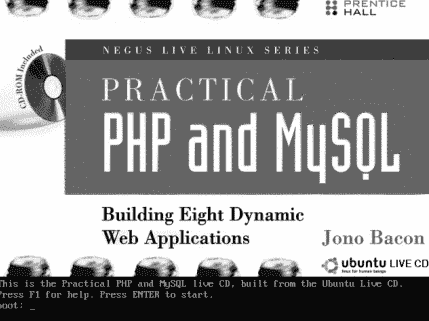 PRENTICE
HALL
NEGUS LIVE LINUX SERIES
CD-ROM Included
PRACTICAL
PHP and MySQL
Building Eight Dynamic
Web Applications
Jono Bacon
ubuntu LIVE CD
linux for human beings
This is the Practical PHP and MySQL live CD, built from the Ubuntu Live CD.
Press F1 for help. Press ENTER to start.
boot: _